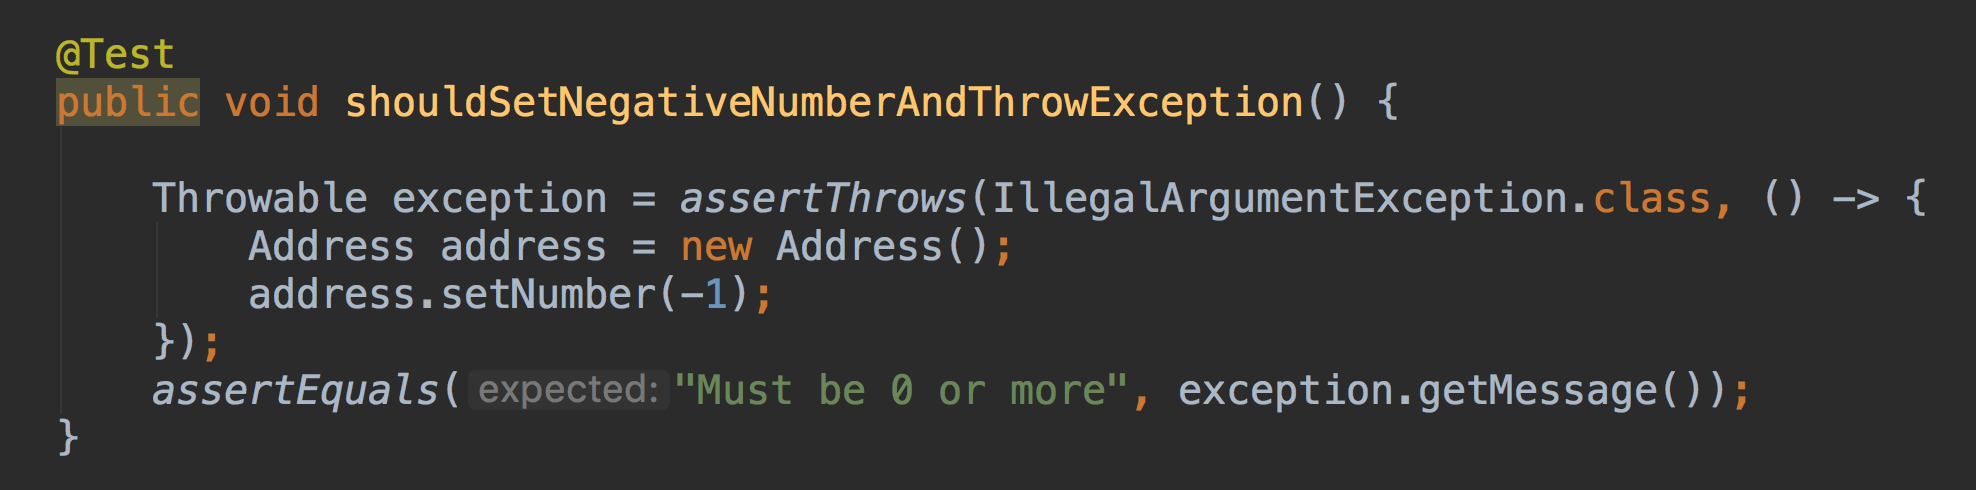 @Test
public void shouldSetNegativeNumberAndThrowException() {
Throwable exception = assertThrows(IllegalArgumentException.class, () -> {
Address address = new Address();
address.setNumber(-1);
});
assertEquals( expected: "Must be 0 or more", exception.getMessage());
}